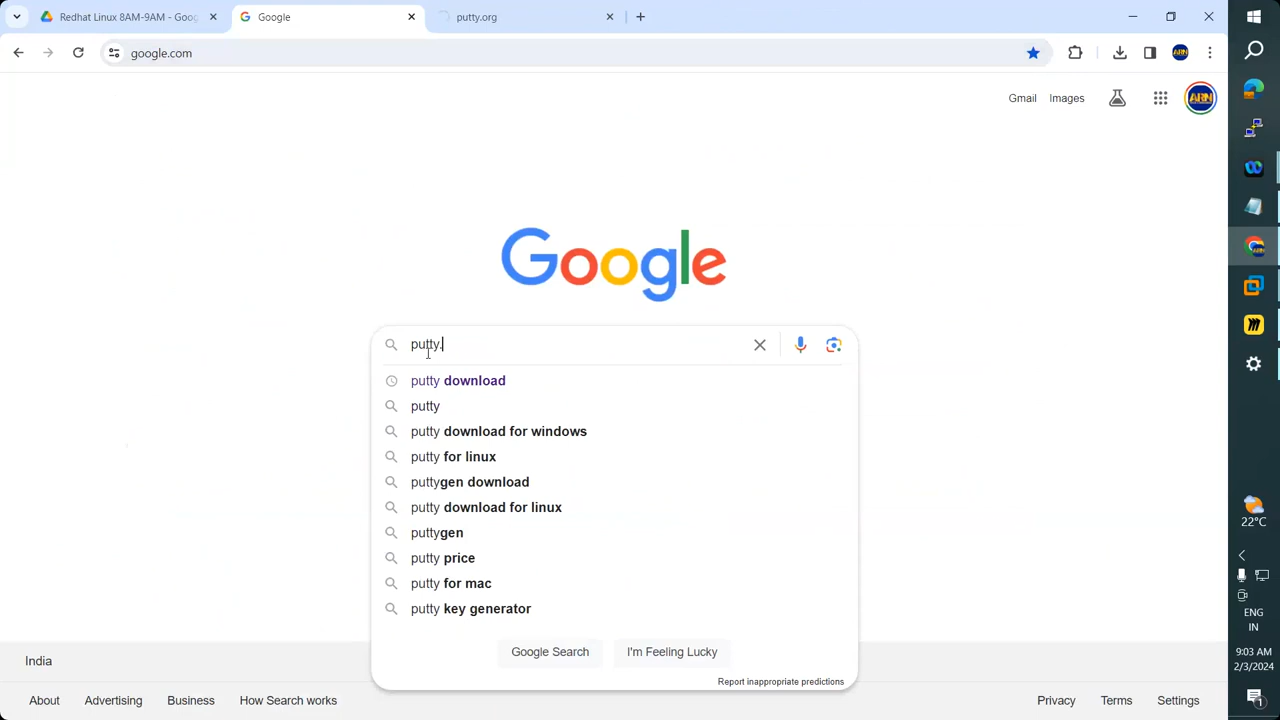 Redhat Linux 8AM-9AM - Goog
Google
putty.org
google.com
Gmail
Images
ARN
Google
putty.
putty download
putty
putty download for windows
putty for linux
puttygen download
putty download for linux
puttygen
putty price
putty for mac
putty key generator
Google Search
I'm Feeling Lucky
Report inappropriate predictions
India
About
Advertising
Business
How Search works
Privacy
Terms
Settings
22°C
ENG
IN
9:03 AM
2/3/2024
1